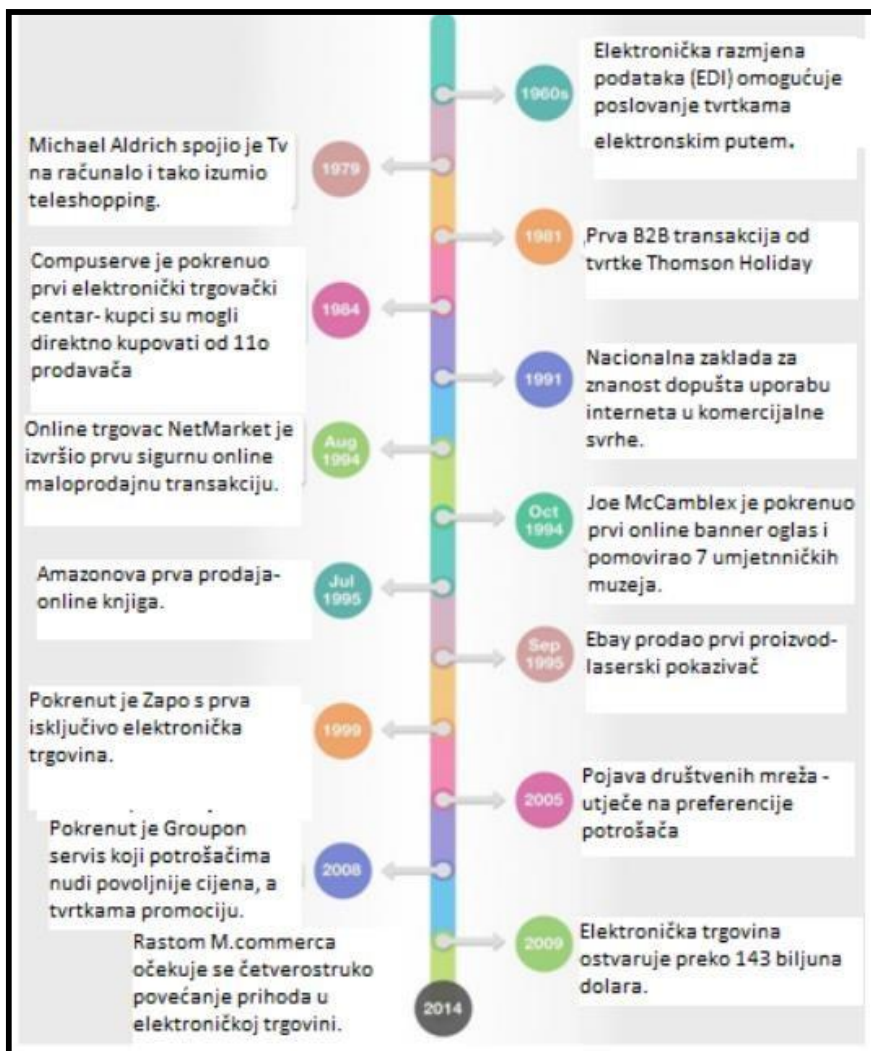 1960s
Elektronička razmjena
podataka (EDI) omogućuje
poslovanje tvrtkama
elektronskim putem.
1979
Michael Aldrich spojio je Tv
na računalo i tako izumio
teleshopping.
1981
Prva B2B transakcija od
tvrtke Thomson Holiday
1984
Compuserve je pokrenuo
prvi elektronički trgovački
centar- kupci su mogli
direktno kupovati od 11o
prodavača
1991
Nacionalna zaklada za
znanost dopušta uporabu
interneta u komercijalne
svrhe.
Aug
1994
Online trgovac NetMarket je
izvršio prvu sigurnu online
maloprodajnu transakciju.
Oct
1994
Joe McCamblex je pokrenuo
prvi online banner oglas i
pomovirao 7 umjetnničkih
muzeja.
Jul
1995
Amazonova prva prodaja-
online knjiga.
Sep
1995
Ebay prodao prvi proizvod-
laserski pokazivač
1999
Pokrenut je Zapo s prva
isključivo elektronička
trgovina.
2005
Pojava društvenih mreža -
utječe na preferencije
potrošača
2008
Pokrenut je Groupon
servis koji potrošačima
nudi povoljnije cijena, a
tvrtkama promociju.
2009
Elektronička trgovina
ostvaruje preko 143 biljuna
dolara.
Rastom M.commerca
očekuje se četverostruko
povećanje prihoda u
elektroničkoj trgovini.
2014